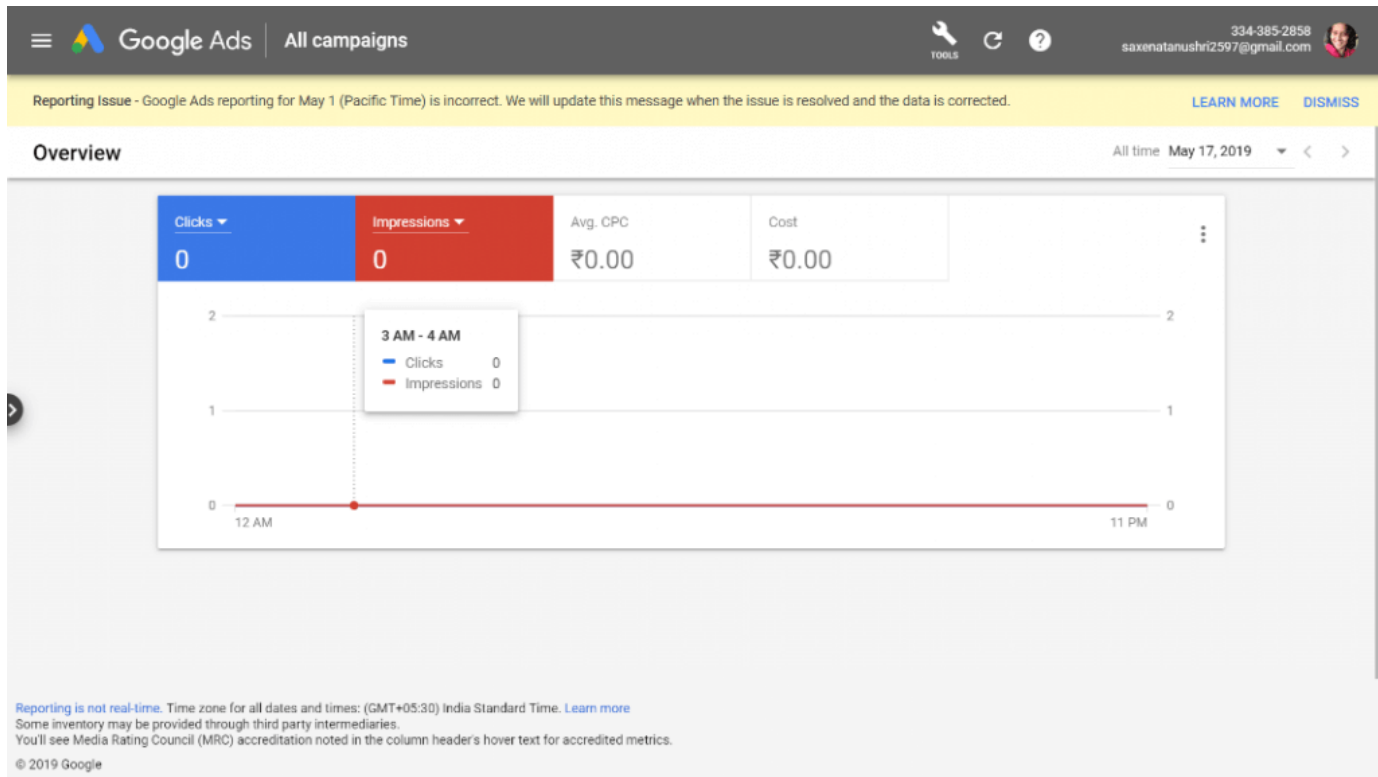 Google Ads All campaigns TOOLS ? 334-385-2858
saxenatanushri2597@gmail.com
Reporting Issue - Google Ads reporting for May 1 (Pacific Time) is incorrect. We will update this message when the issue is resolved and the data is corrected. LEARN MORE DISMISS
Overview All time May 17, 2019
Clicks Impressions Avg. CPC Cost
0 0 ₹0.00 ₹0.00
2 2
3 AM - 4 AM
Clicks 0
Impressions 0
1 1
0 0
12 AM 11 PM
Reporting is not real-time. Time zone for all dates and times: (GMT+05:30) India Standard Time. Learn more
Some inventory may be provided through third party intermediaries.
You'll see Media Rating Council (MRC) accreditation noted in the column header's hover text for accredited metrics.
© 2019 Google